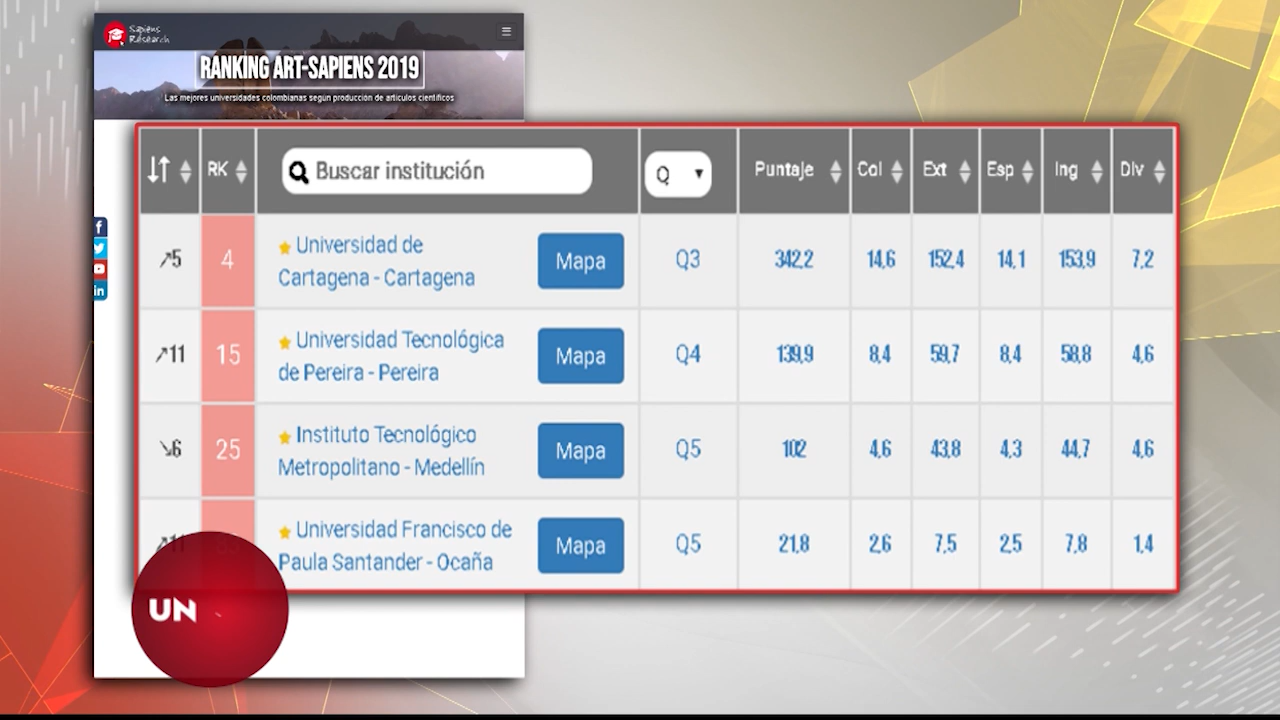 Sapiens
Research
RANKING ART-SAPIENS 2019
Las mejores universidades colombianas según producción de artículos científicos
RK Buscar institución Q Puntaje Col Ext Esp Ing Div
↗5 4 Universidad de Cartagena - Cartagena Mapa Q3 342,2 14,6 152,4 14,1 153,9 7,2
↗11 15 Universidad Tecnológica de Pereira - Pereira Mapa Q4 139,9 8,4 59,7 8,4 58,8 4,6
↘6 25 Instituto Tecnológico Metropolitano - Medellín Mapa Q5 102 4,6 43,8 4,3 44,7 4,6
↗11 Universidad Francisco de Paula Santander - Ocaña Mapa Q5 21,8 2,6 7,5 2,5 7,8 1,4
UN